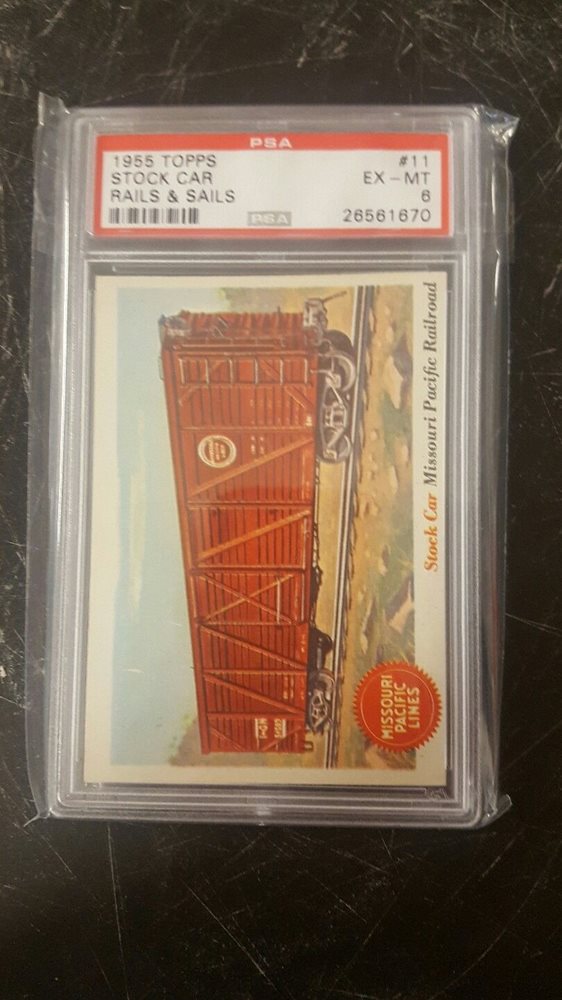 PSA
1955 TOPPS #11
STOCK CAR EX-MT
RAILS & SAILS 6
PSA 26561670
Stock Car Missouri Pacific Railroad
MISSOURI
PACIFIC
LINES
I-GN